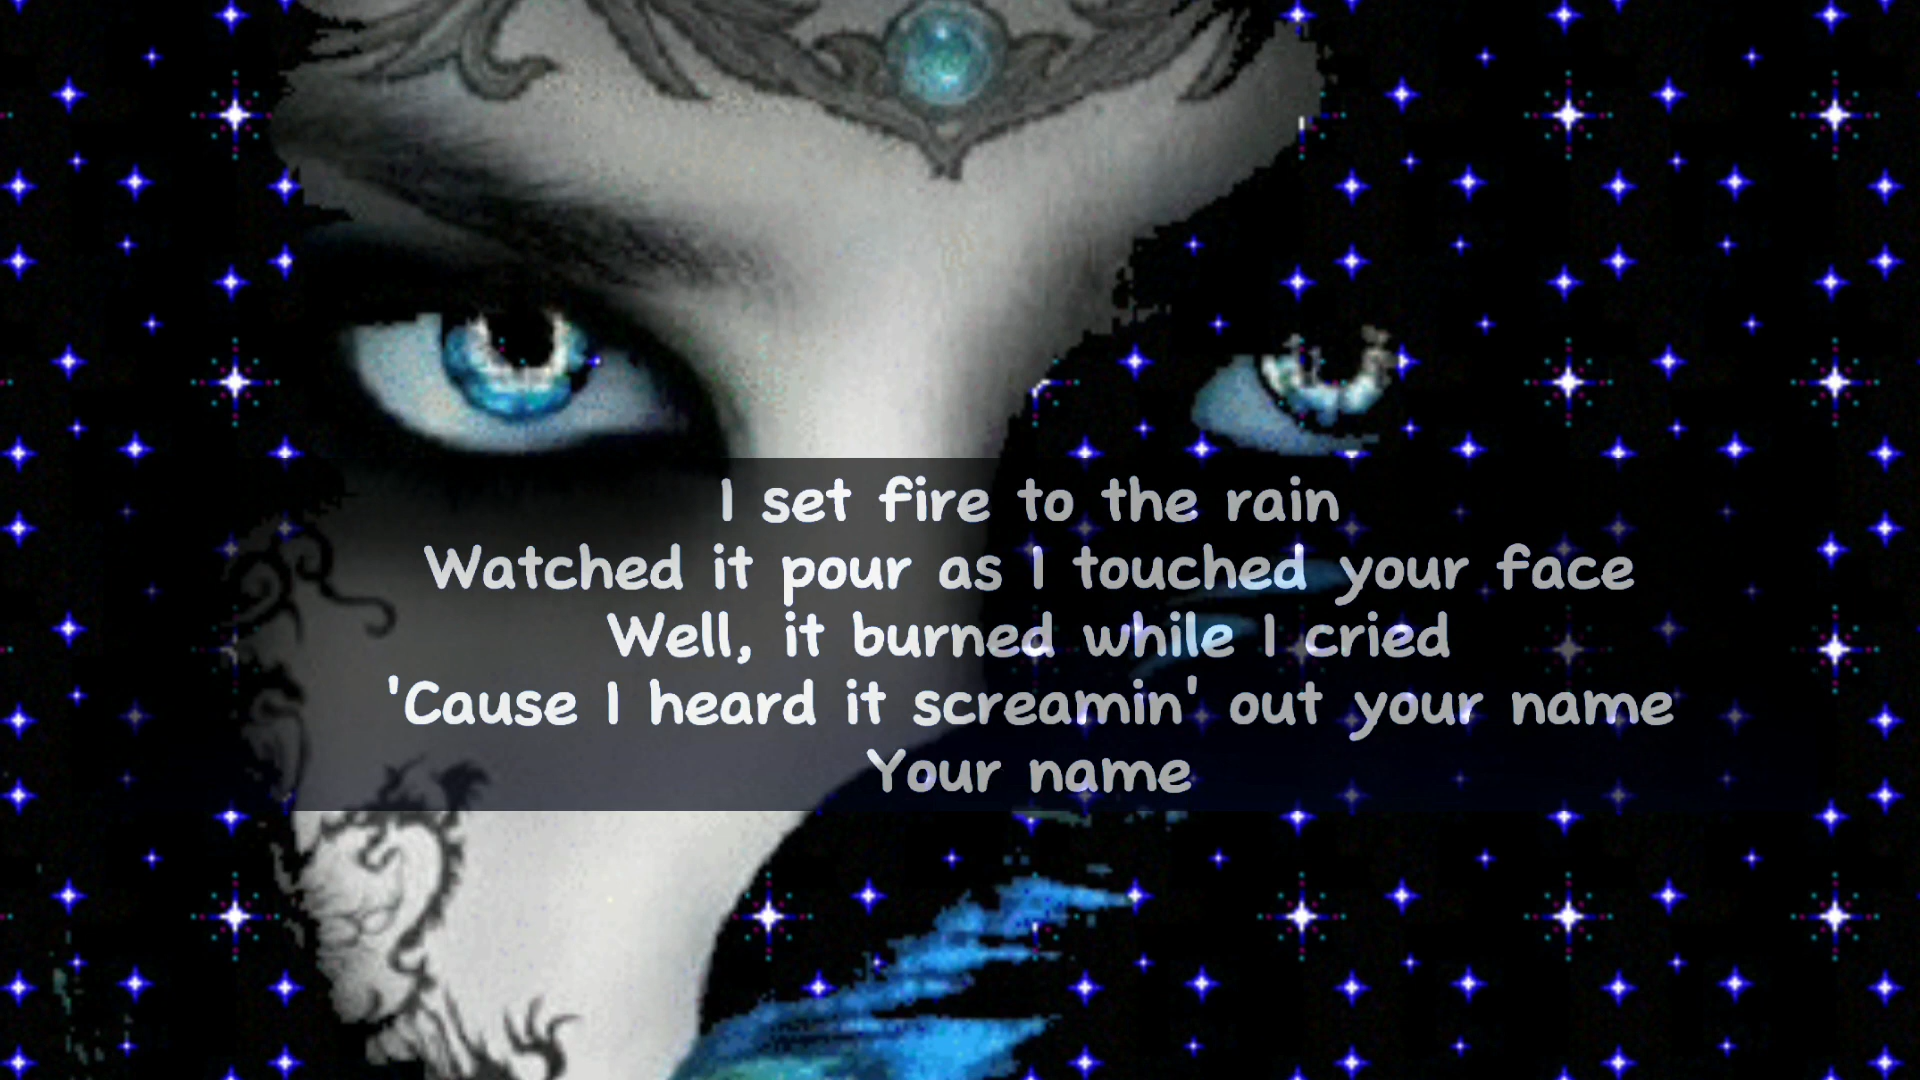 I set fire to the rain
Watched it pour as I touched your face
Well, it burned while I cried
'Cause I heard it screamin' out your name
Your name